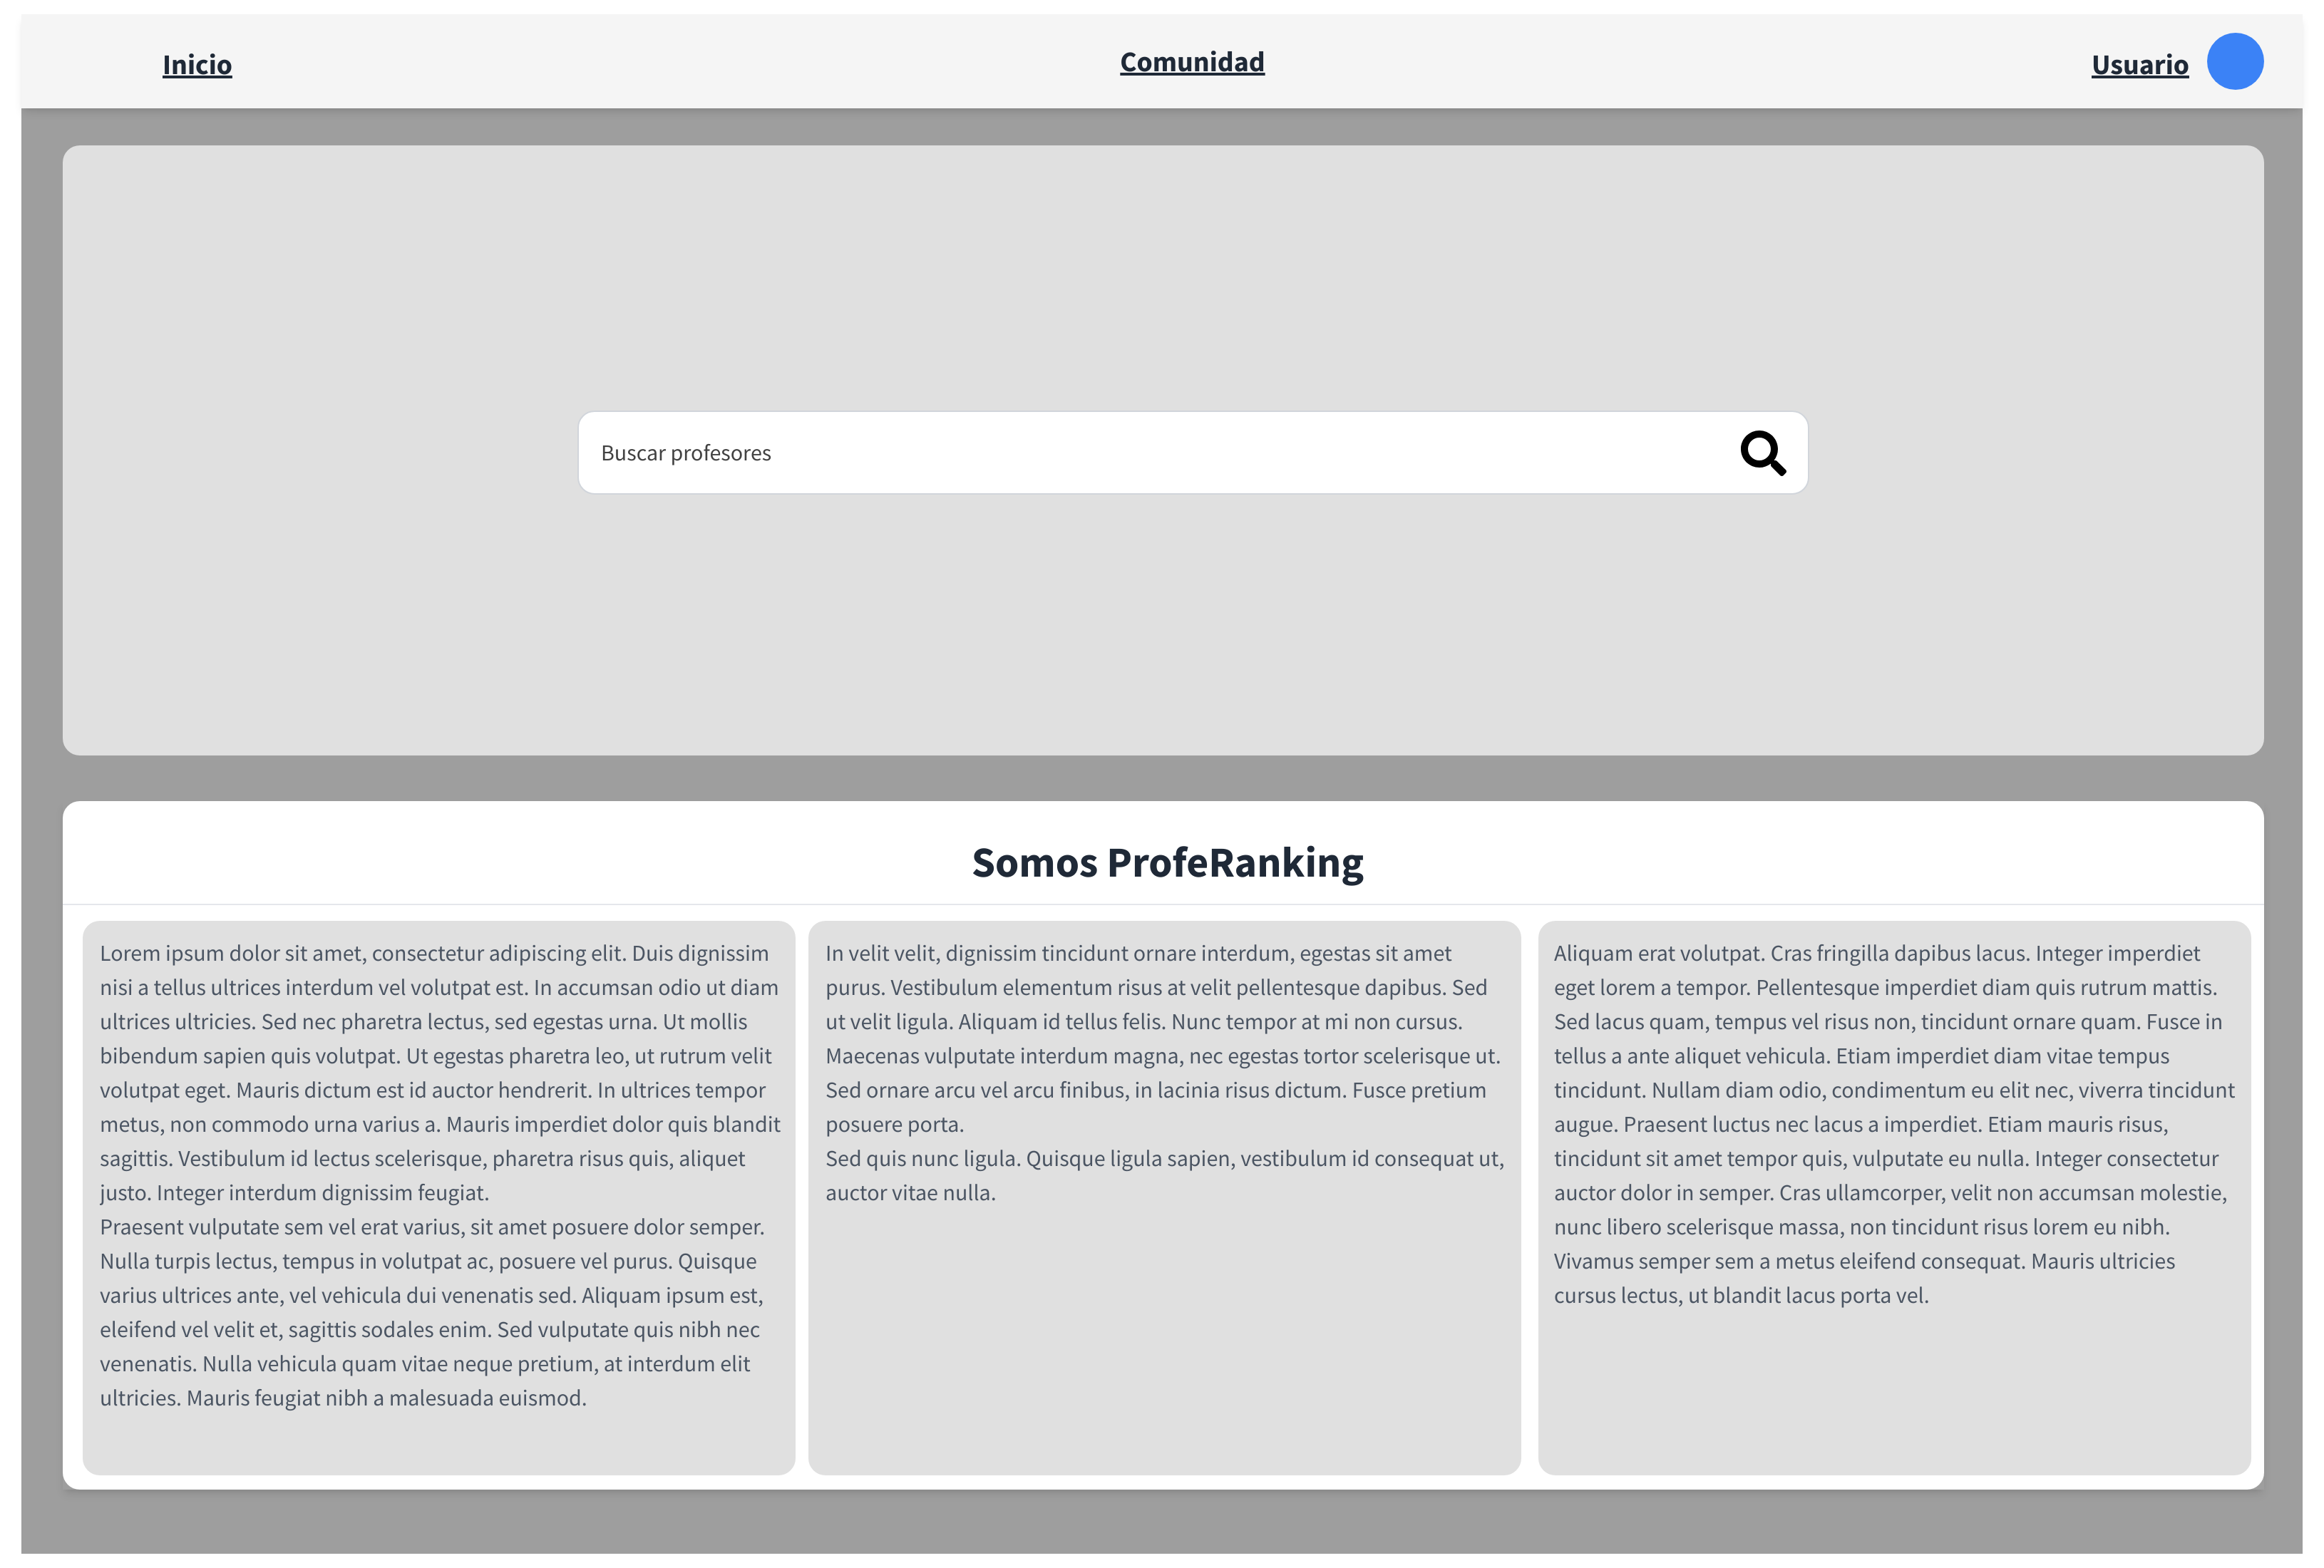 Inicio
Comunidad
Usuario
Buscar profesores
Somos ProfeRanking
Lorem ipsum dolor sit amet, consectetur adipiscing elit. Duis dignissim
nisi a tellus ultrices interdum vel volutpat est. In accumsan odio ut diam
ultrices ultricies. Sed nec pharetra lectus, sed egestas urna. Ut mollis
bibendum sapien quis volutpat. Ut egestas pharetra leo, ut rutrum velit
volutpat eget. Mauris dictum est id auctor hendrerit. In ultrices tempor
metus, non commodo urna varius a. Mauris imperdiet dolor quis blandit
sagittis. Vestibulum id lectus scelerisque, pharetra risus quis, aliquet
justo. Integer interdum dignissim feugiat.
Praesent vulputate sem vel erat varius, sit amet posuere dolor semper.
Nulla turpis lectus, tempus in volutpat ac, posuere vel purus. Quisque
varius ultrices ante, vel vehicula dui venenatis sed. Aliquam ipsum est,
eleifend vel velit et, sagittis sodales enim. Sed vulputate quis nibh nec
venenatis. Nulla vehicula quam vitae neque pretium, at interdum elit
ultricies. Mauris feugiat nibh a malesuada euismod.
In velit velit, dignissim tincidunt ornare interdum, egestas sit amet
purus. Vestibulum elementum risus at velit pellentesque dapibus. Sed
ut velit ligula. Aliquam id tellus felis. Nunc tempor at mi non cursus.
Maecenas vulputate interdum magna, nec egestas tortor scelerisque ut.
Sed ornare arcu vel arcu finibus, in lacinia risus dictum. Fusce pretium
posuere porta.
Sed quis nunc ligula. Quisque ligula sapien, vestibulum id consequat ut,
auctor vitae nulla.
Aliquam erat volutpat. Cras fringilla dapibus lacus. Integer imperdiet
eget lorem a tempor. Pellentesque imperdiet diam quis rutrum mattis.
Sed lacus quam, tempus vel risus non, tincidunt ornare quam. Fusce in
tellus a ante aliquet vehicula. Etiam imperdiet diam vitae tempus
tincidunt. Nullam diam odio, condimentum eu elit nec, viverra tincidunt
augue. Praesent luctus nec lacus a imperdiet. Etiam mauris risus,
tincidunt sit amet tempor quis, vulputate eu nulla. Integer consectetur
auctor dolor in semper. Cras ullamcorper, velit non accumsan molestie,
nunc libero scelerisque massa, non tincidunt risus lorem eu nibh.
Vivamus semper sem a metus eleifend consequat. Mauris ultricies
cursus lectus, ut blandit lacus porta vel.